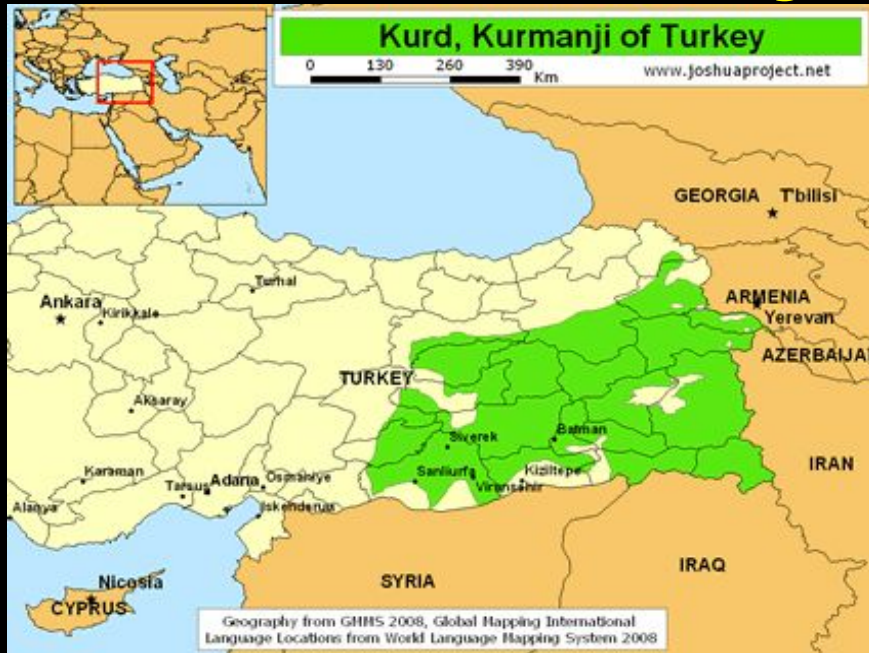 Kurd, Kurmanji of Turkey
0 130 260 390 Km
www.joshuaproject.net
GEORGIA T'bilisi
Turhal
Ankara
Kirikkale
ARMENIA
Yerevan
AZERBAIJA
TURKEY
Aksaray
Siverek
Batman
IRAN
Karaman
Tarsus
Adana
Osmaniye
Sanliurfa
Viransehir
Kiziltepe
Alanya
Iskenderun
IRAQ
SYRIA
Nicosia
CYPRUS
Geography from GMMS 2008, Global Mapping International
Language Locations from World Language Mapping System 2008